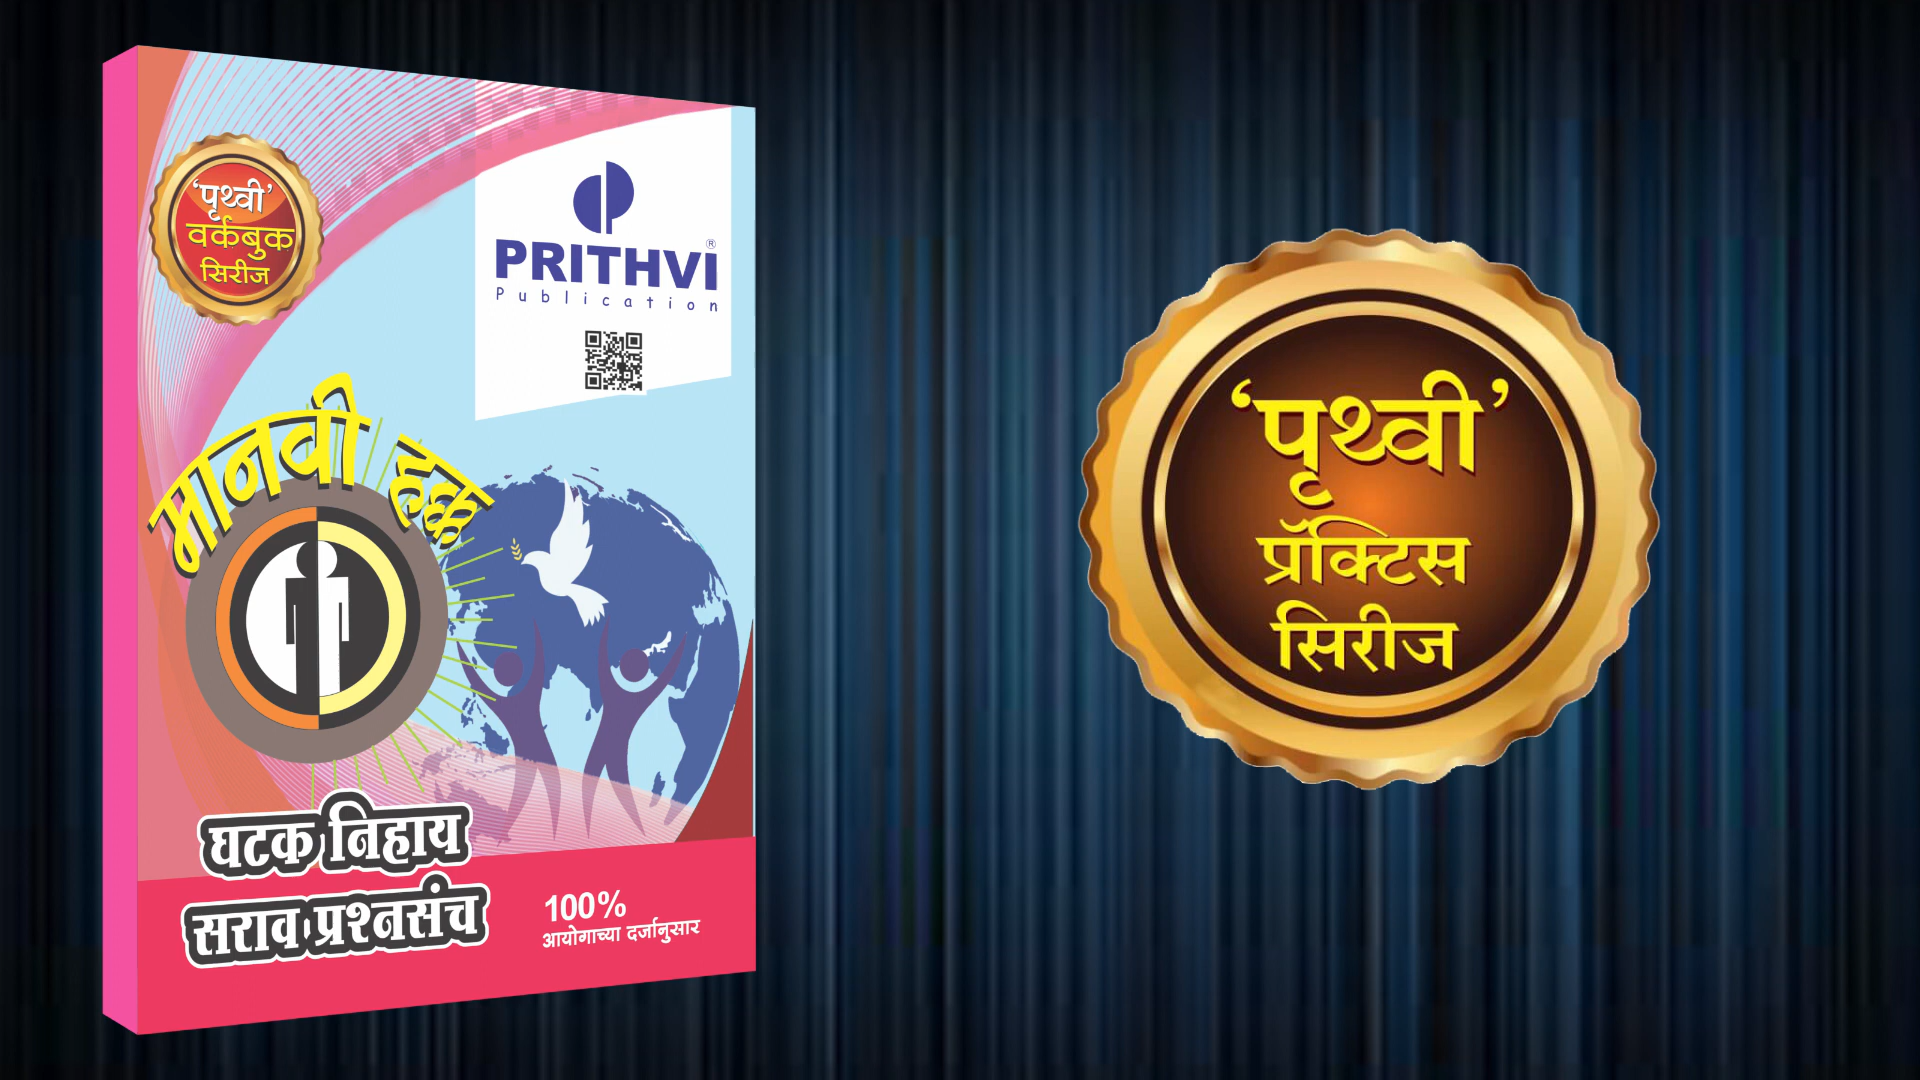 ‘पृथ्वी’
वर्कबुक
सिरीज
PRITHVI®
Publication
मानवी हक्क
घटक निहाय
सराव प्रश्नसंच
100%
आयोगाच्या दर्जानुसार
‘पृथ्वी’
प्रॅक्टिस
सिरीज